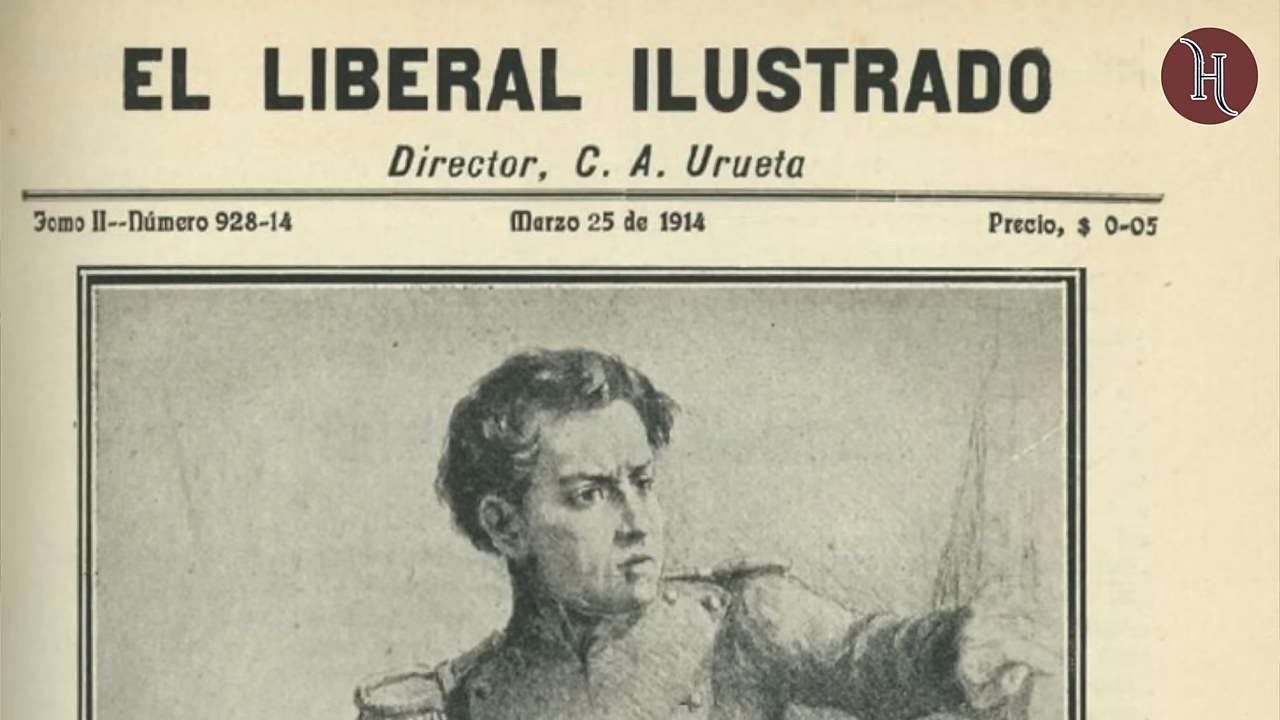 EL LIBERAL ILUSTRADO
Director, C. A. Urueta
Tomo II--Número 928-14 Marzo 25 de 1914 Precio, $ 0-05
H